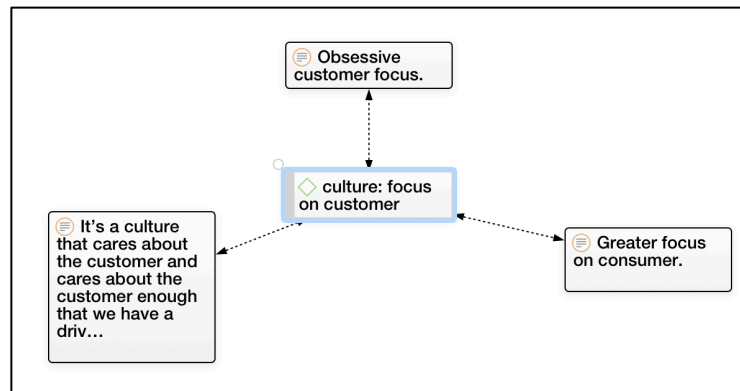 Obsessive
customer focus.
culture: focus
on customer
It’s a culture
that cares about
the customer and
cares about the
customer enough
that we have a
driv…
Greater focus
on consumer.